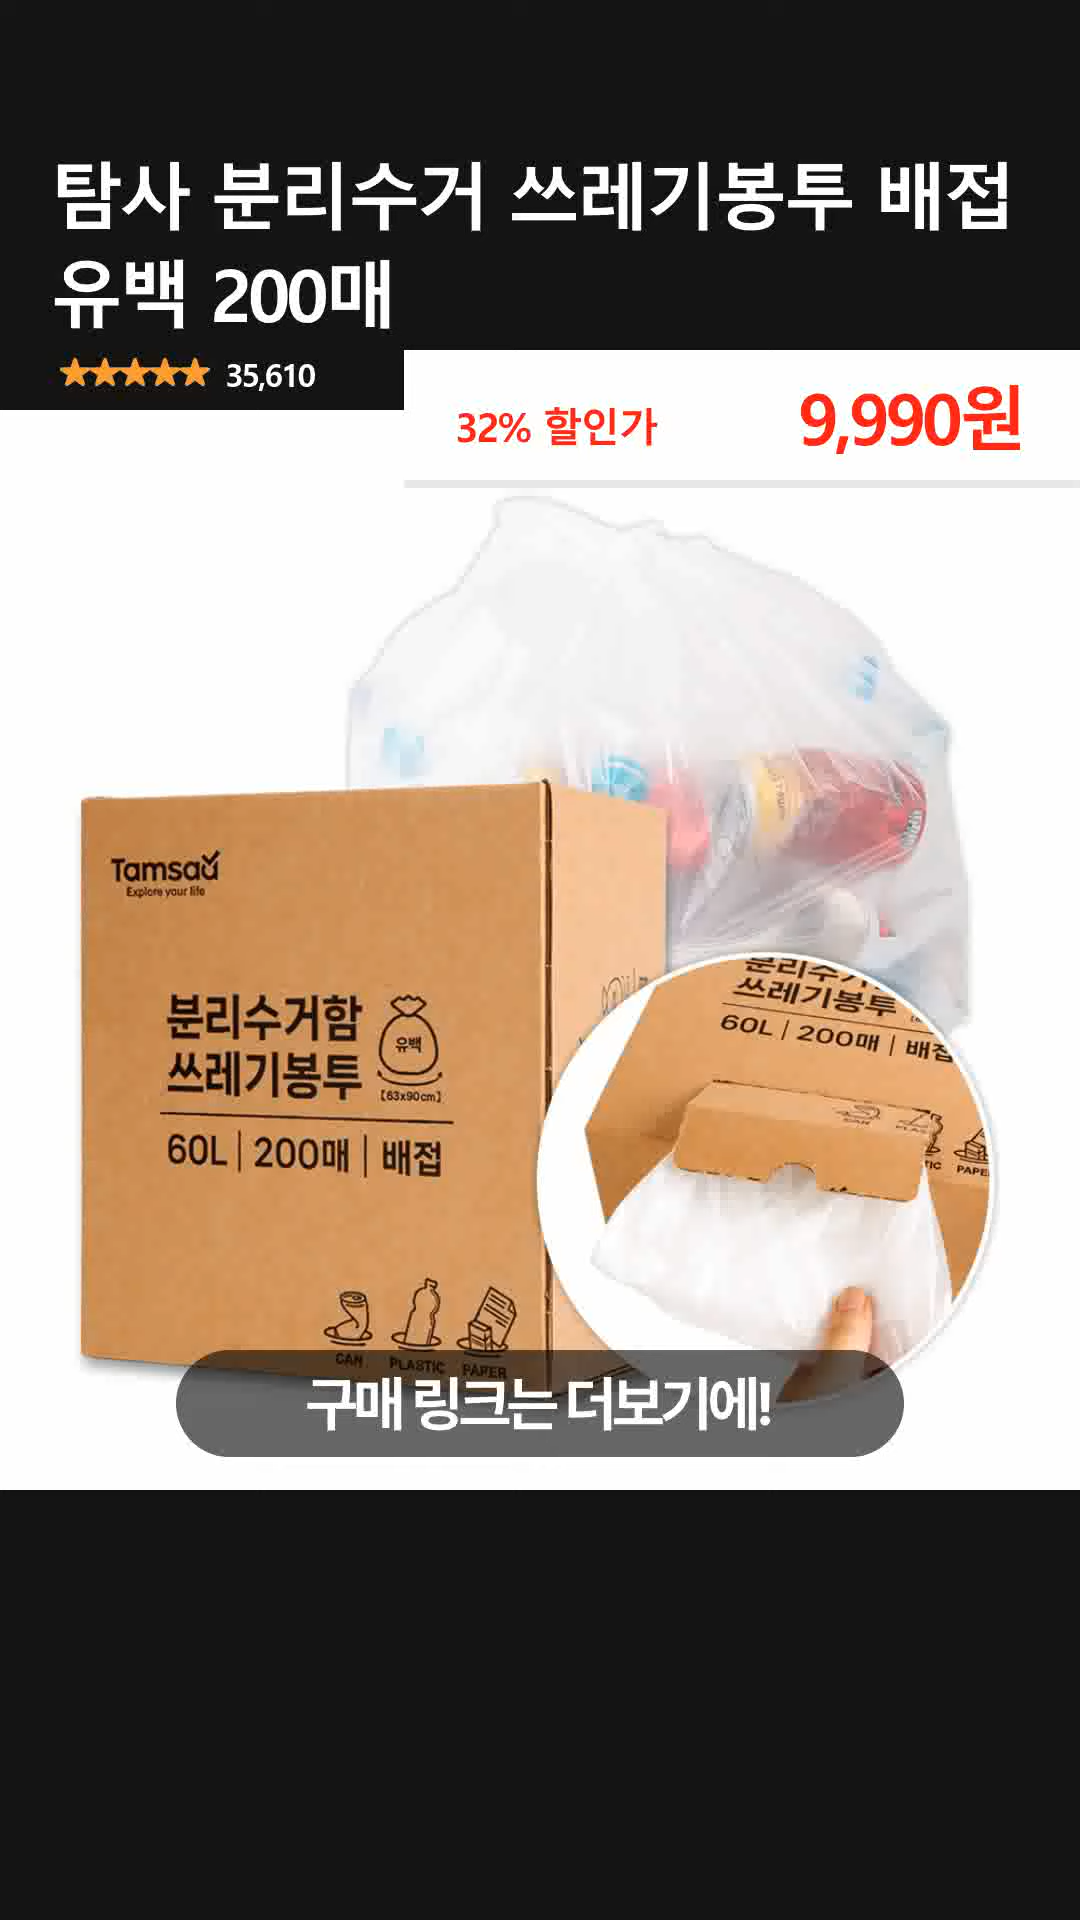 탐사 분리수거 쓰레기봉투 배접
유백 200매
35,610
32% 할인가
9,990원
Tamsaa
Explore your life
분리수거함
쓰레기봉투
유백
[63x90cm]
60L | 200매 | 배접
CAN
PLASTIC
PAPER
쓰레기봉투
60L | 200매 | 배접
CAN
구매 링크는 더보기에!